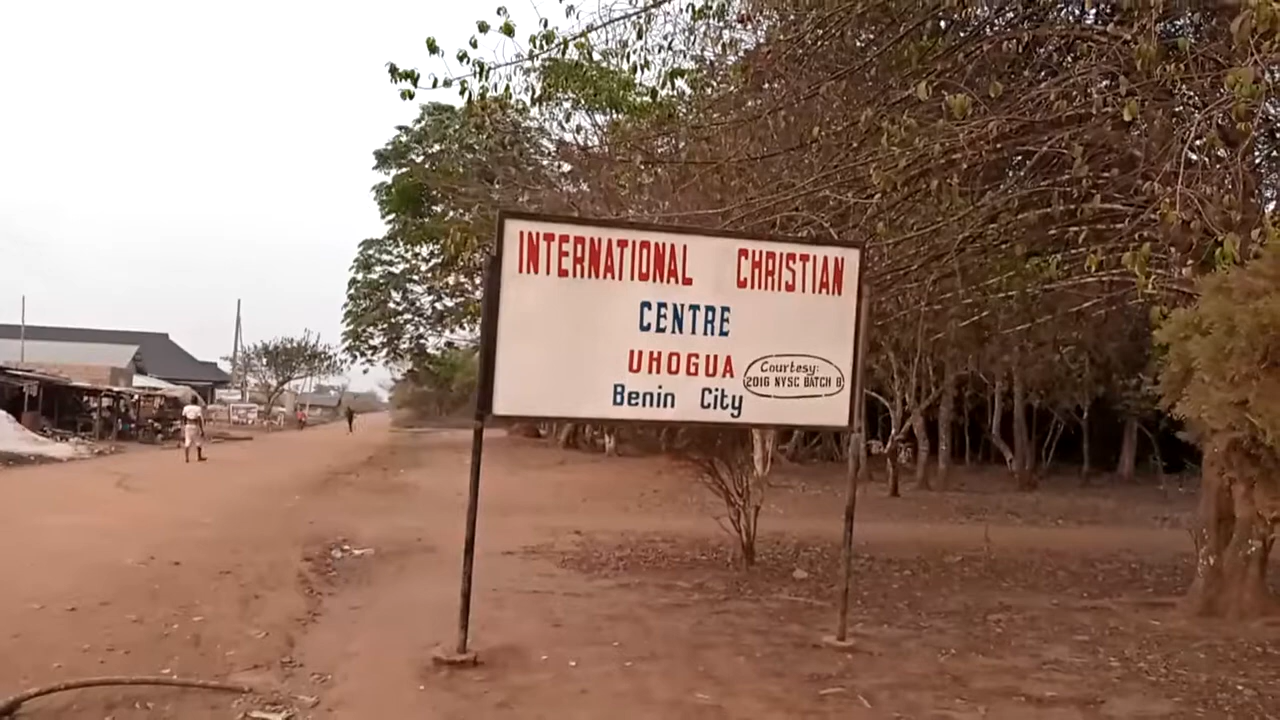 INTERNATIONAL CHRISTIAN
CENTRE
UHOGUA
Benin City
Courtesy:
2016 NYSC BATCH B